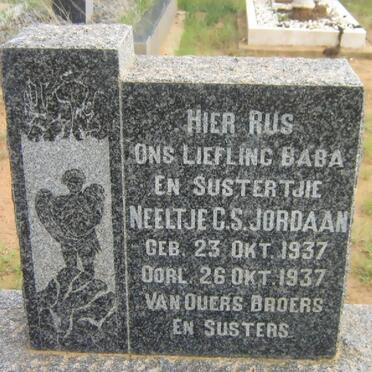 HIER RUS
ONS LIEFLING BABA
EN SUSTERTJIE
NEELTJE C.S. JORDAAN
GEB. 23 OKT. 1937
OORL. 26 OKT. 1937
VAN OUERS BROERS
EN SUSTERS